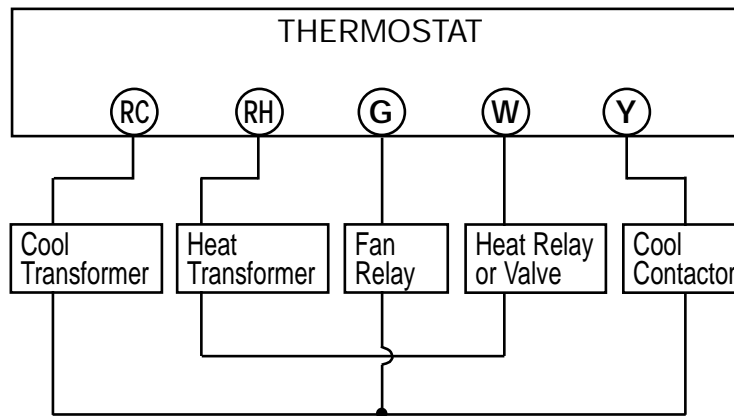 THERMOSTAT
RC RH G W Y
Cool
Transformer
Heat
Transformer
Fan
Relay
Heat Relay
or Valve
Cool
Contactor